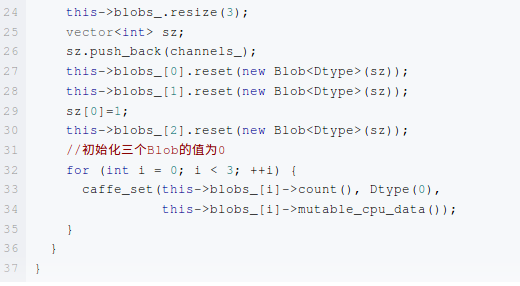 24     this->blobs_.resize(3);
25     vector<int> sz;
26     sz.push_back(channels_);
27     this->blobs_[0].reset(new Blob<Dtype>(sz));
28     this->blobs_[1].reset(new Blob<Dtype>(sz));
29     sz[0]=1;
30     this->blobs_[2].reset(new Blob<Dtype>(sz));
31     //初始化三个Blob的值为0
32     for (int i = 0; i < 3; ++i) {
33       caffe_set(this->blobs_[i]->count(), Dtype(0),
34                 this->blobs_[i]->mutable_cpu_data());
35     }
36   }
37 }